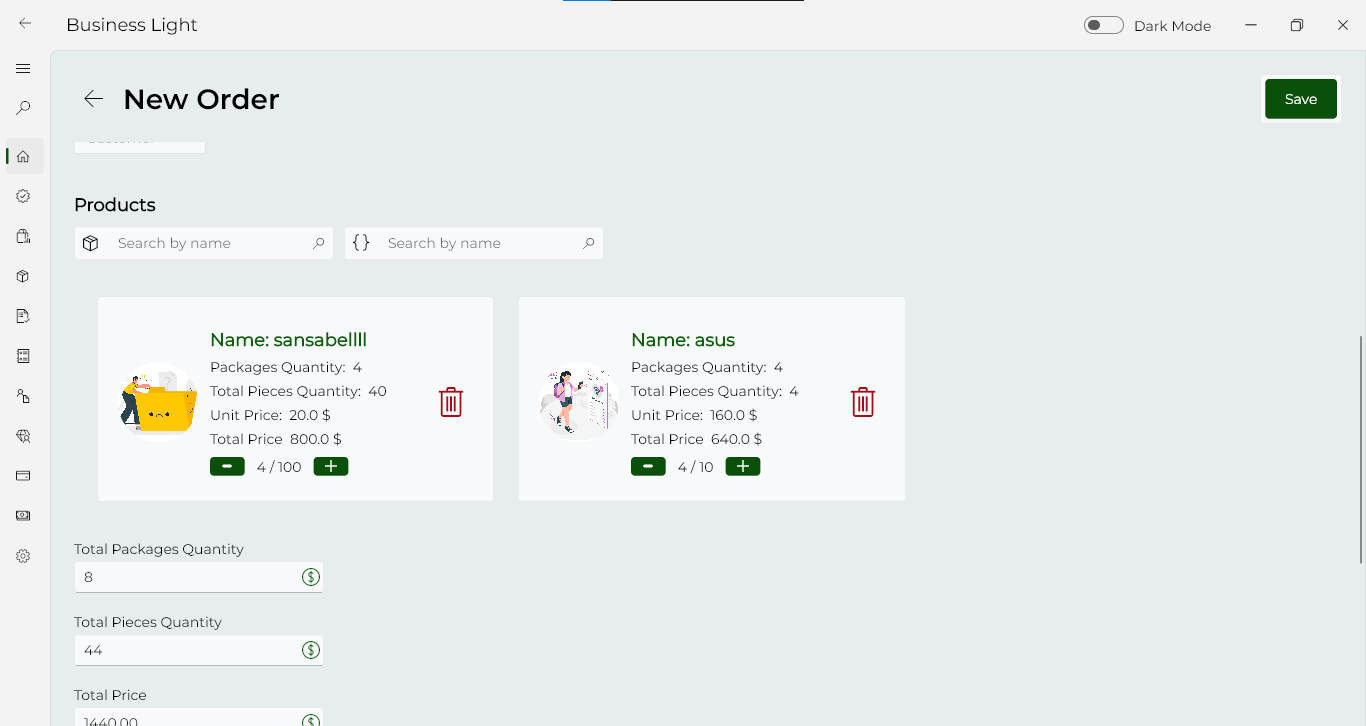 Business Light
Dark Mode
New Order
Save
Customer
Products
Search by name
Search by name
Name: sansabellll
Packages Quantity: 4
Total Pieces Quantity: 40
Unit Price: 20.0 $
Total Price 800.0 $
4 / 100
Name: asus
Packages Quantity: 4
Total Pieces Quantity: 4
Unit Price: 160.0 $
Total Price 640.0 $
4 / 10
Total Packages Quantity
8
Total Pieces Quantity
44
Total Price
1440.00